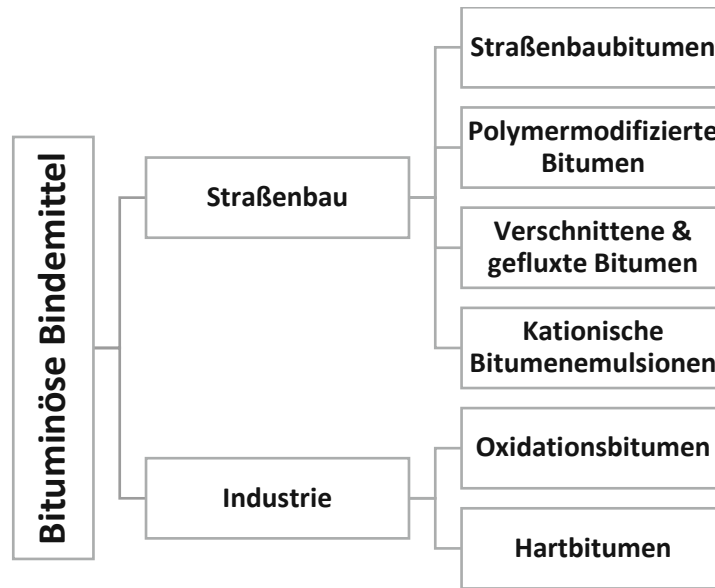 Bituminöse Bindemittel
Straßenbau
Straßenbaubitumen
Polymermodifizierte
Bitumen
Verschnittene &
gefluxte Bitumen
Kationische
Bitumenemulsionen
Industrie
Oxidationsbitumen
Hartbitumen